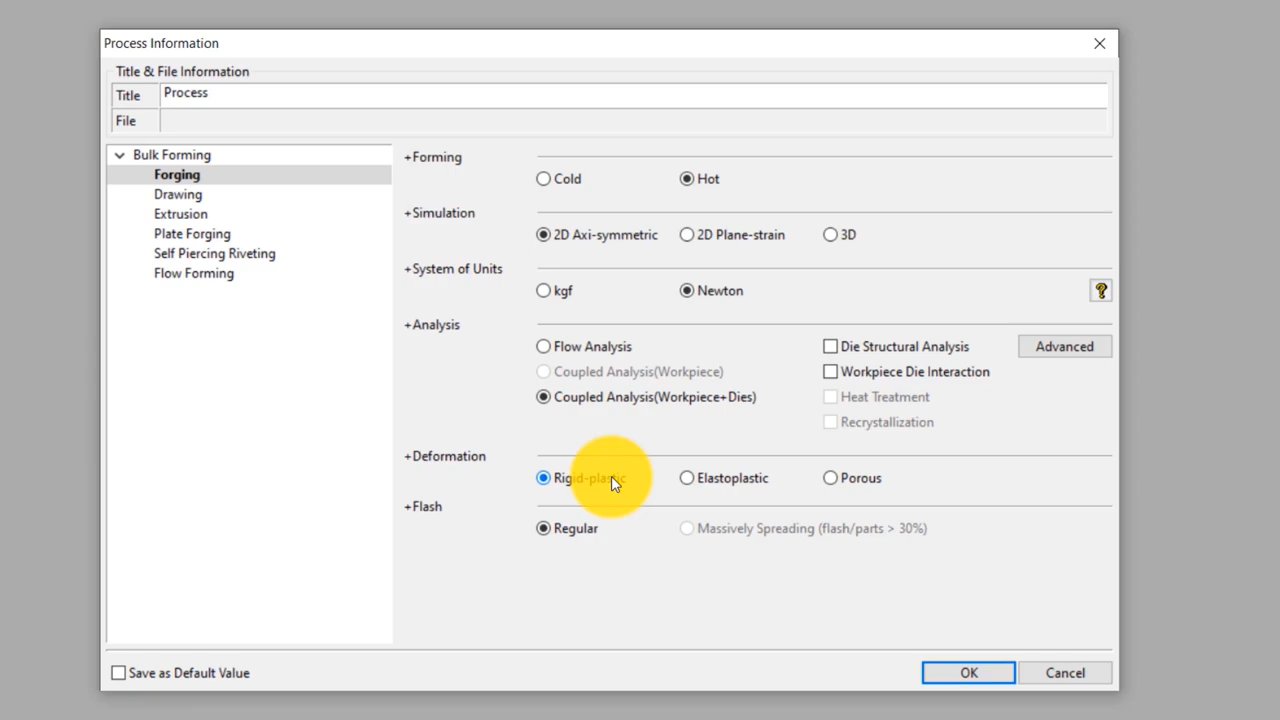 Process Information
Title & File Information
Title Process
File
Bulk Forming
Forging
Drawing
Extrusion
Plate Forging
Self Piercing Riveting
Flow Forming
+Forming
Cold Hot
+Simulation
2D Axi-symmetric 2D Plane-strain 3D
+System of Units
kgf Newton ?
+Analysis
Flow Analysis Die Structural Analysis Advanced
Coupled Analysis(Workpiece) Workpiece Die Interaction
Coupled Analysis(Workpiece+Dies) Heat Treatment
Recrystallization
+Deformation
Rigid-plastic Elastoplastic Porous
+Flash
Regular Massively Spreading (flash/parts > 30%)
Save as Default Value OK Cancel